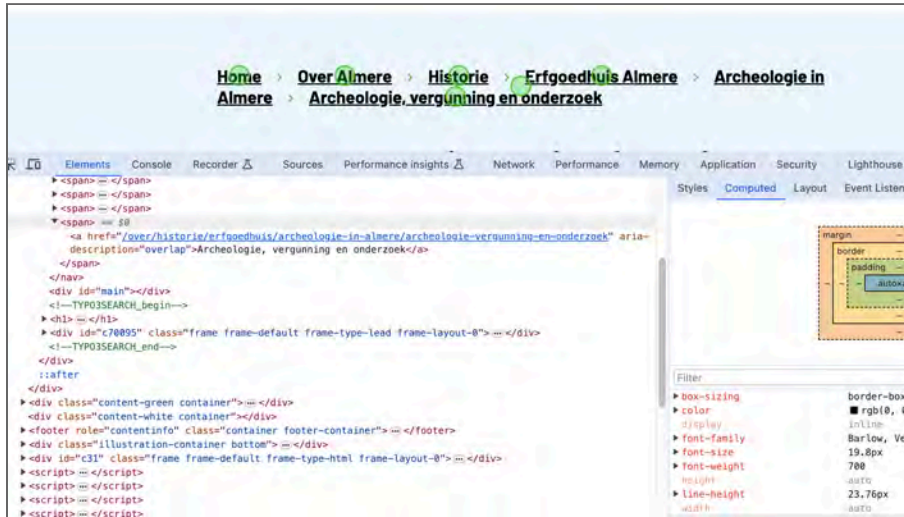 Home > Over Almere > Historie > Erfgoedhuis Almere > Archeologie in
Almere > Archeologie, vergunning en onderzoek
Elements Console Recorder Sources Performance insights Network Performance Memory Application Security Lighthouse
<span> … </span>
<span> … </span>
<span> … </span>
<span> == $0
<a href="/over/historie/erfgoedhuis/archeologie-in-almere/archeologie-vergunning-en-onderzoek" aria-
description="overlap">Archeologie, vergunning en onderzoek</a>
</span>
</nav>
<div id="main"></div>
<!--TYPO3SEARCH_begin-->
<h1> … </h1>
<div id="c70095" class="frame frame-default frame-type-lead frame-layout-0"> … </div>
<!--TYPO3SEARCH_end-->
</div>
::after
</div>
<div class="content-green container"> … </div>
<div class="content-white container"></div>
<footer role="contentinfo" class="container footer-container"> … </footer>
<div class="illustration-container bottom"> … </div>
<div id="c31" class="frame frame-default frame-type-html frame-layout-0"> … </div>
<script> … </script>
<script> … </script>
<script> … </script>
<script> … </script>
Styles Computed Layout Event Listen
margin –
border –
padding –
– – – auto×
–
–
–
Filter
box-sizing border-box
color rgb(0,
display inline
font-family Barlow, Ve
font-size 19.8px
font-weight 700
height auto
line-height 23.76px
width auto